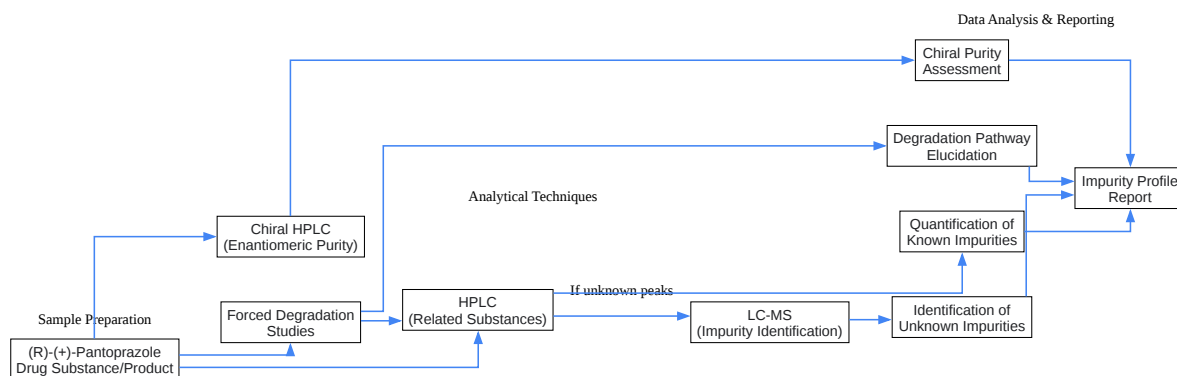 Data Analysis & Reporting
Chiral Purity
Assessment
Degradation Pathway
Elucidation
Impurity Profile
Report
Analytical Techniques
Chiral HPLC
(Enantiomeric Purity)
Quantification of
Known Impurities
If unknown peaks
HPLC
(Related Substances)
Sample Preparation
Forced Degradation
Studies
LC-MS
(Impurity Identification)
Identification of
Unknown Impurities
(R)-(+)-Pantoprazole
Drug Substance/Product